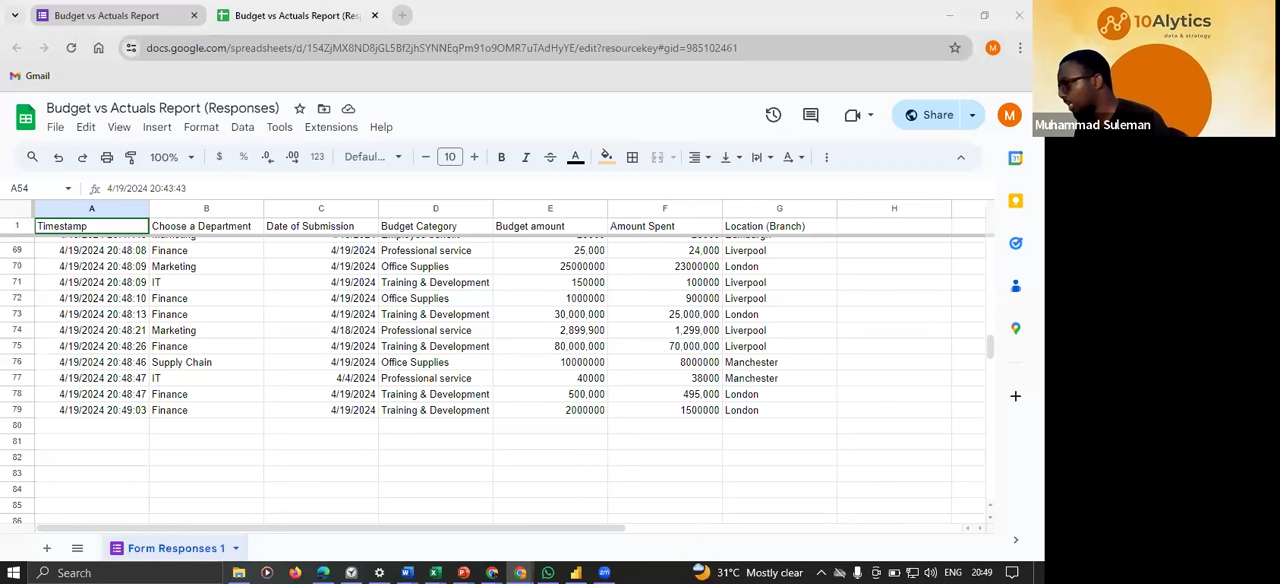 Budget vs Actuals Report
Budget vs Actuals Report (Res
docs.google.com/spreadsheets/d/154ZjMX8ND8jGL5Bf2jhSYNNEqPm91o9OMR7uTAdHyYE/edit?resourcekey#gid=985102461
M
Gmail
10Alytics
data & strategy
Muhammad Suleman
Budget vs Actuals Report (Responses)
File Edit View Insert Format Data Tools Extensions Help
Share
M
100% $ % .0 .00 123 Defaul... 10 B I A
A54 fx 4/19/2024 20:43:43
A B C D E F G H
1 Timestamp Choose a Department Date of Submission Budget Category Budget amount Amount Spent Location (Branch)
69 4/19/2024 20:48:08 Finance 4/19/2024 Professional service 25,000 24,000 Liverpool
70 4/19/2024 20:48:09 Marketing 4/19/2024 Office Supplies 25000000 23000000 London
71 4/19/2024 20:48:09 IT 4/19/2024 Training & Development 150000 100000 Liverpool
72 4/19/2024 20:48:10 Finance 4/19/2024 Office Supplies 1000000 900000 Liverpool
73 4/19/2024 20:48:13 Finance 4/19/2024 Training & Development 30,000,000 25,000,000 London
74 4/19/2024 20:48:21 Marketing 4/18/2024 Professional service 2,899,900 1,299,000 Liverpool
75 4/19/2024 20:48:26 Finance 4/19/2024 Training & Development 80,000,000 70,000,000 Liverpool
76 4/19/2024 20:48:46 Supply Chain 4/19/2024 Office Supplies 10000000 8000000 Manchester
77 4/19/2024 20:48:47 IT 4/4/2024 Professional service 40000 38000 Manchester
78 4/19/2024 20:48:47 Finance 4/19/2024 Training & Development 500,000 495,000 London
79 4/19/2024 20:49:03 Finance 4/19/2024 Training & Development 2000000 1500000 London
80
81
82
83
84
85
86
Form Responses 1
Search
31°C Mostly clear ENG 20:49